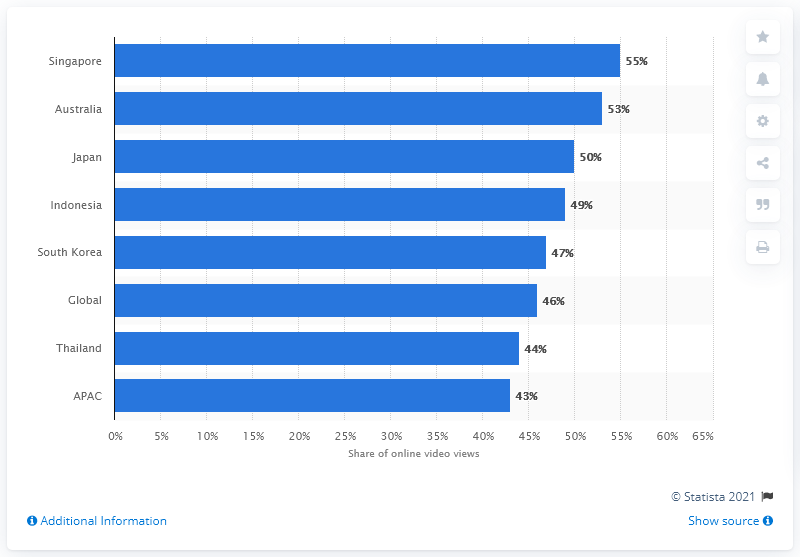 Singapore 55%
Australia 53%
Japan 50%
Indonesia 49%
South Korea 47%
Global 46%
Thailand 44%
APAC 43%
0% 5% 10% 15% 20% 25% 30% 35% 40% 45% 50% 55% 60% 65%
Share of online video views
© Statista 2021
Additional Information Show source